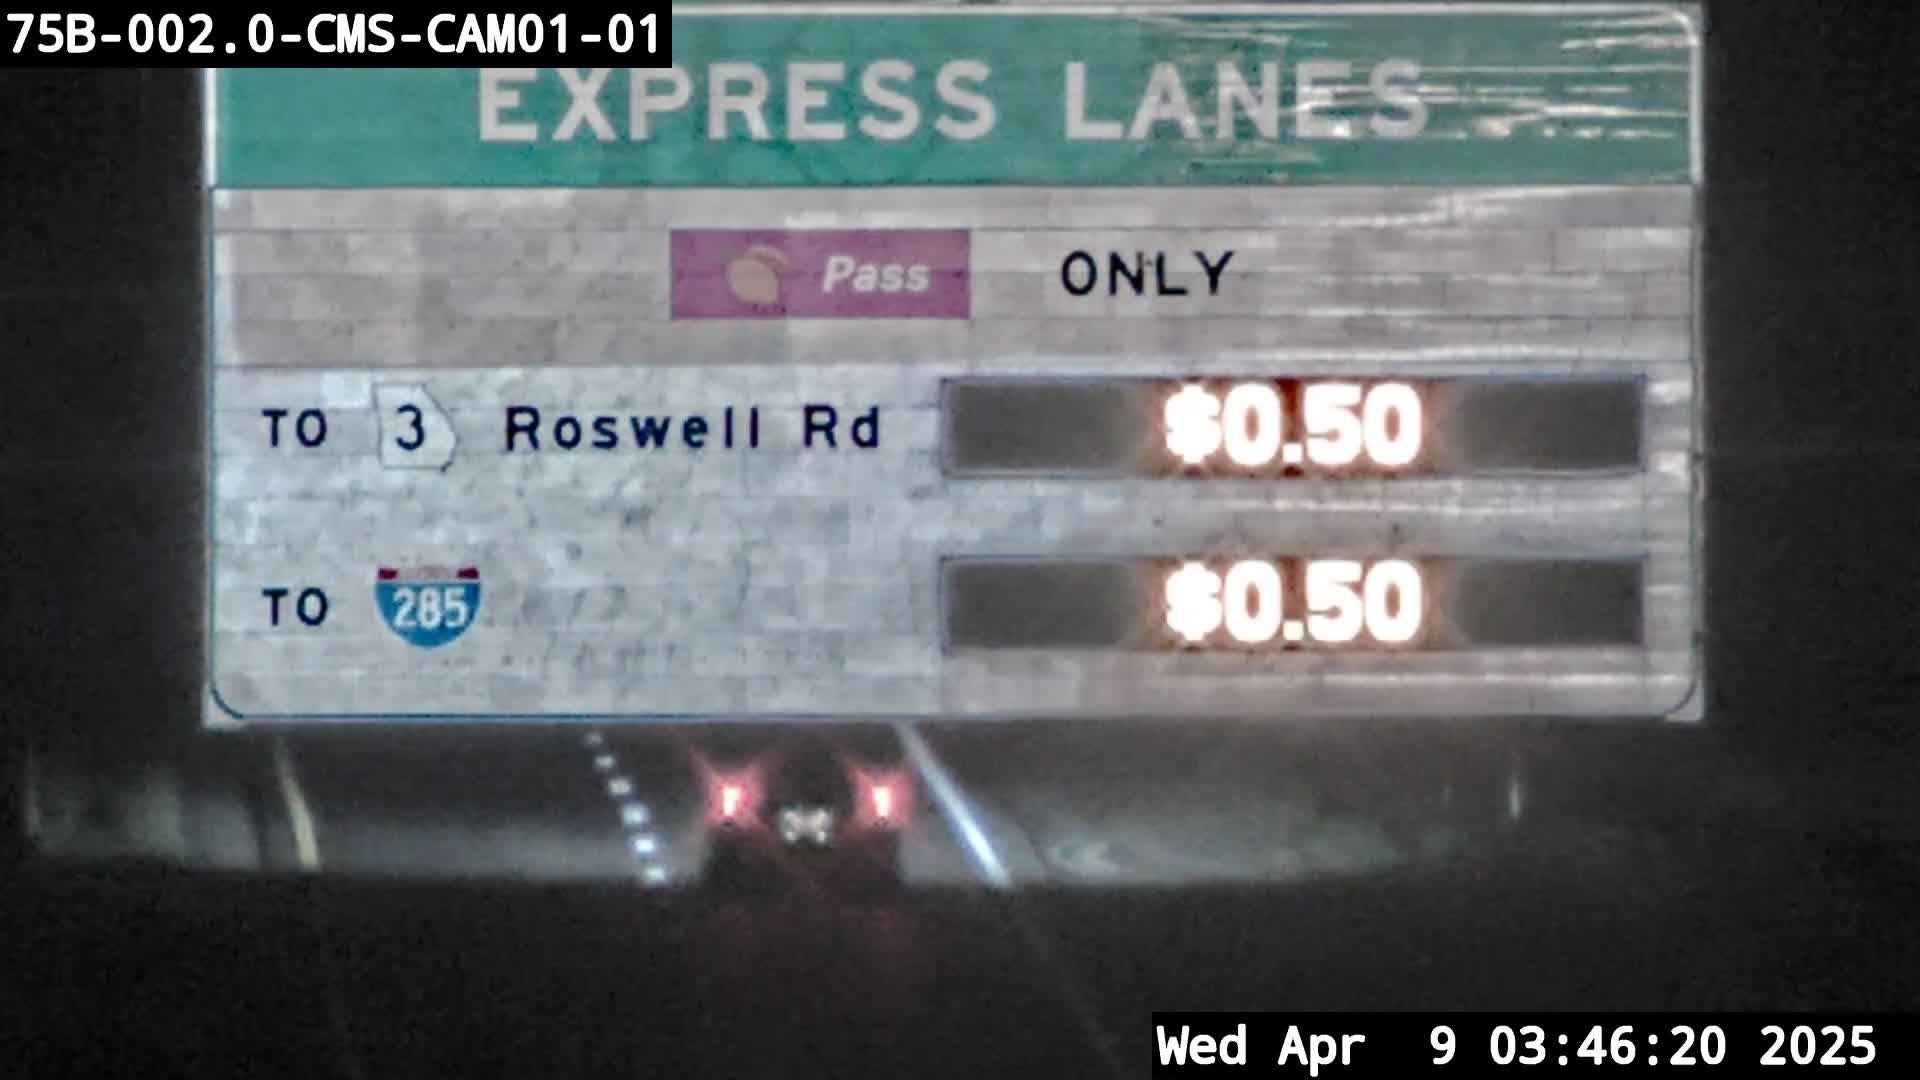 75B-002.0-CMS-CAM01-01
EXPRESS LANES
Pass ONLY
TO 3 Roswell Rd $0.50
TO 285 $0.50
Wed Apr 9 03:46:20 2025